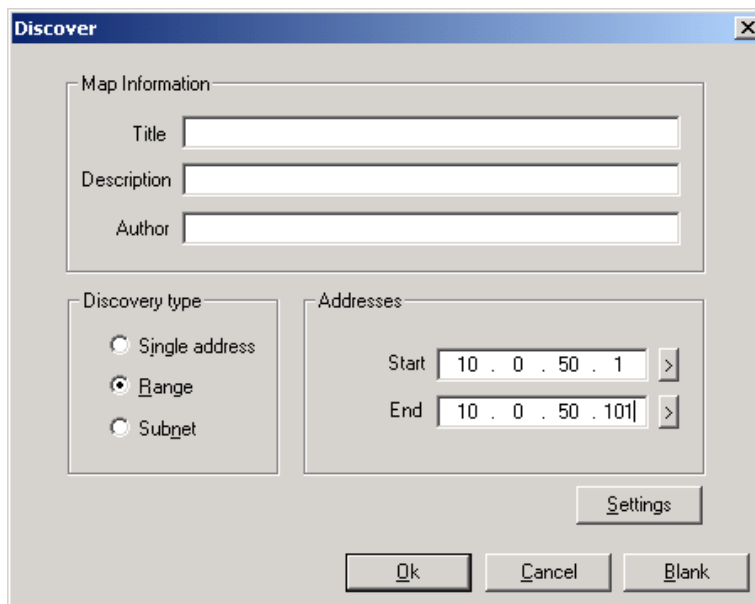 Discover
Map Information
Title
Description
Author
Discovery type
Single address
Range
Subnet
Addresses
Start 10 . 0 . 50 . 1 >
End 10 . 0 . 50 . 101 >
Settings
Ok Cancel Blank